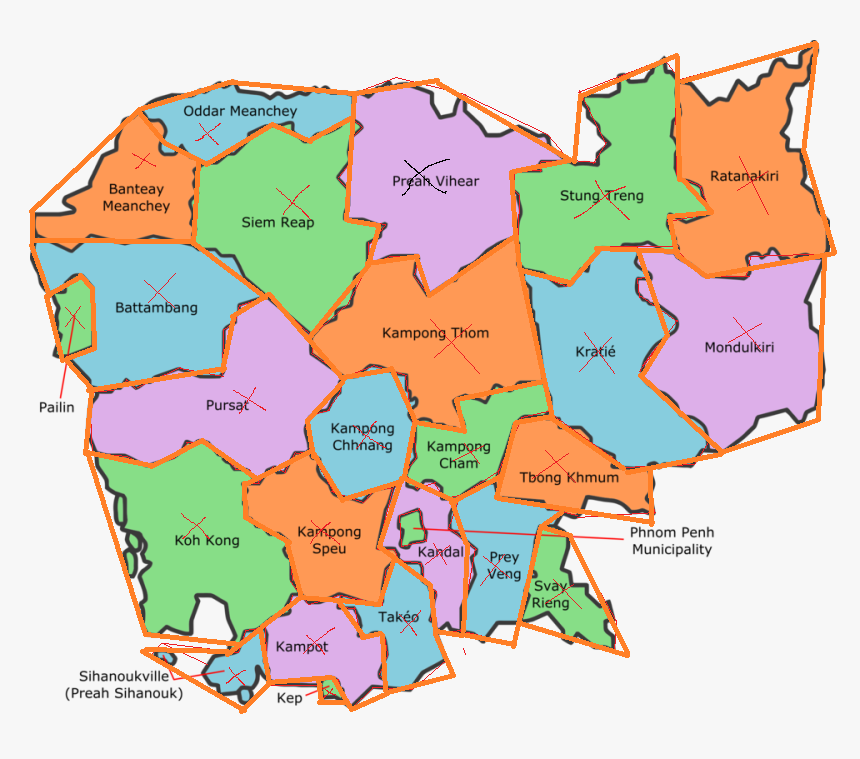 Oddar Meanchey
Banteay
Meanchey
Siem Reap
Preah Vihear
Stung Treng
Ratanakiri
Battambang
Kampong Thom
Kratié
Mondulkiri
Pailin
Pursat
Kampong
Chhnang
Kampong
Cham
Tbong Khmum
Koh Kong
Kampong
Speu
Kandal
Prey
Veng
Phnom Penh
Municipality
Svay
Rieng
Takéo
Kampot
Sihanoukville
(Preah Sihanouk)
Kep